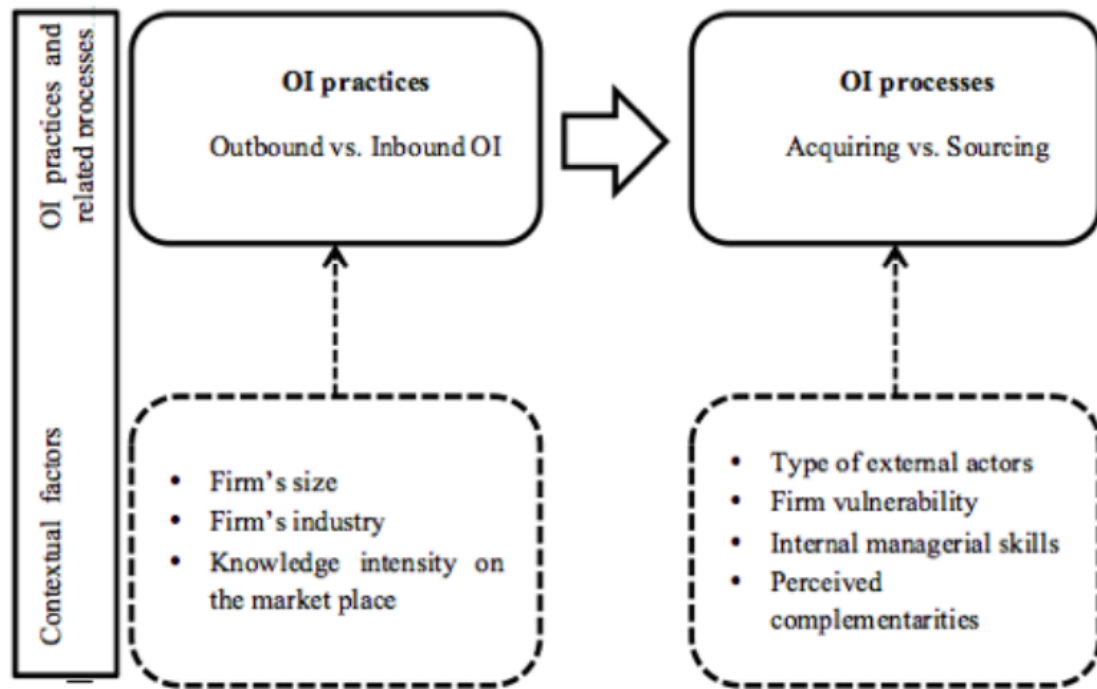 OI practices and
related processes
Contextual factors
OI practices
Outbound vs. Inbound OI
OI processes
Acquiring vs. Sourcing
• Firm's size
• Firm's industry
• Knowledge intensity on
the market place
• Type of external actors
• Firm vulnerability
• Internal managerial skills
• Perceived
complementarities